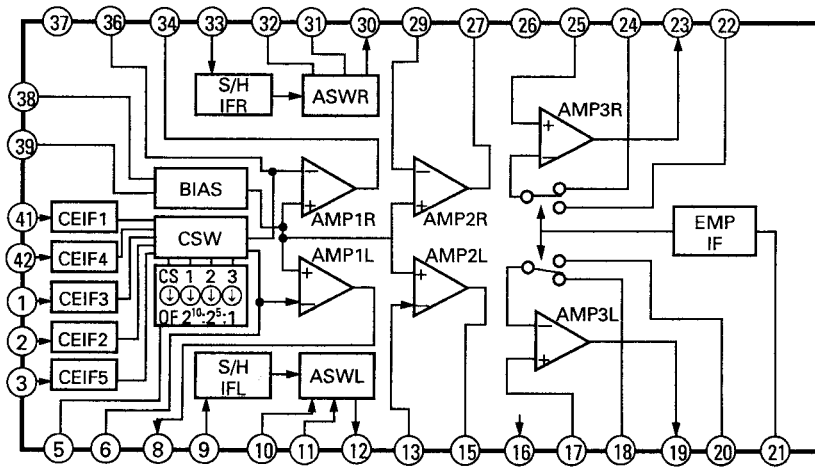 37 36 34 33 32 31 30 29 27 26 25 24 23 22
38
S/H
IFR
ASWR
AMP3R
+
−
39
BIAS
−
+
AMP1R
−
+
AMP2R
41
CEIF1
CSW
EMP
IF
42
CEIF4
AMP1L
AMP2L
CS 1 2 3
+
−
+
−
1
CEIF3
↓ ↓ ↓ ↓
OF 2¹⁰:2⁵:1
AMP3L
−
+
2
CEIF2
3
CEIF5
S/H
IFL
ASWL
5 6 8 9 10 11 12 13 15 16 17 18 19 20 21